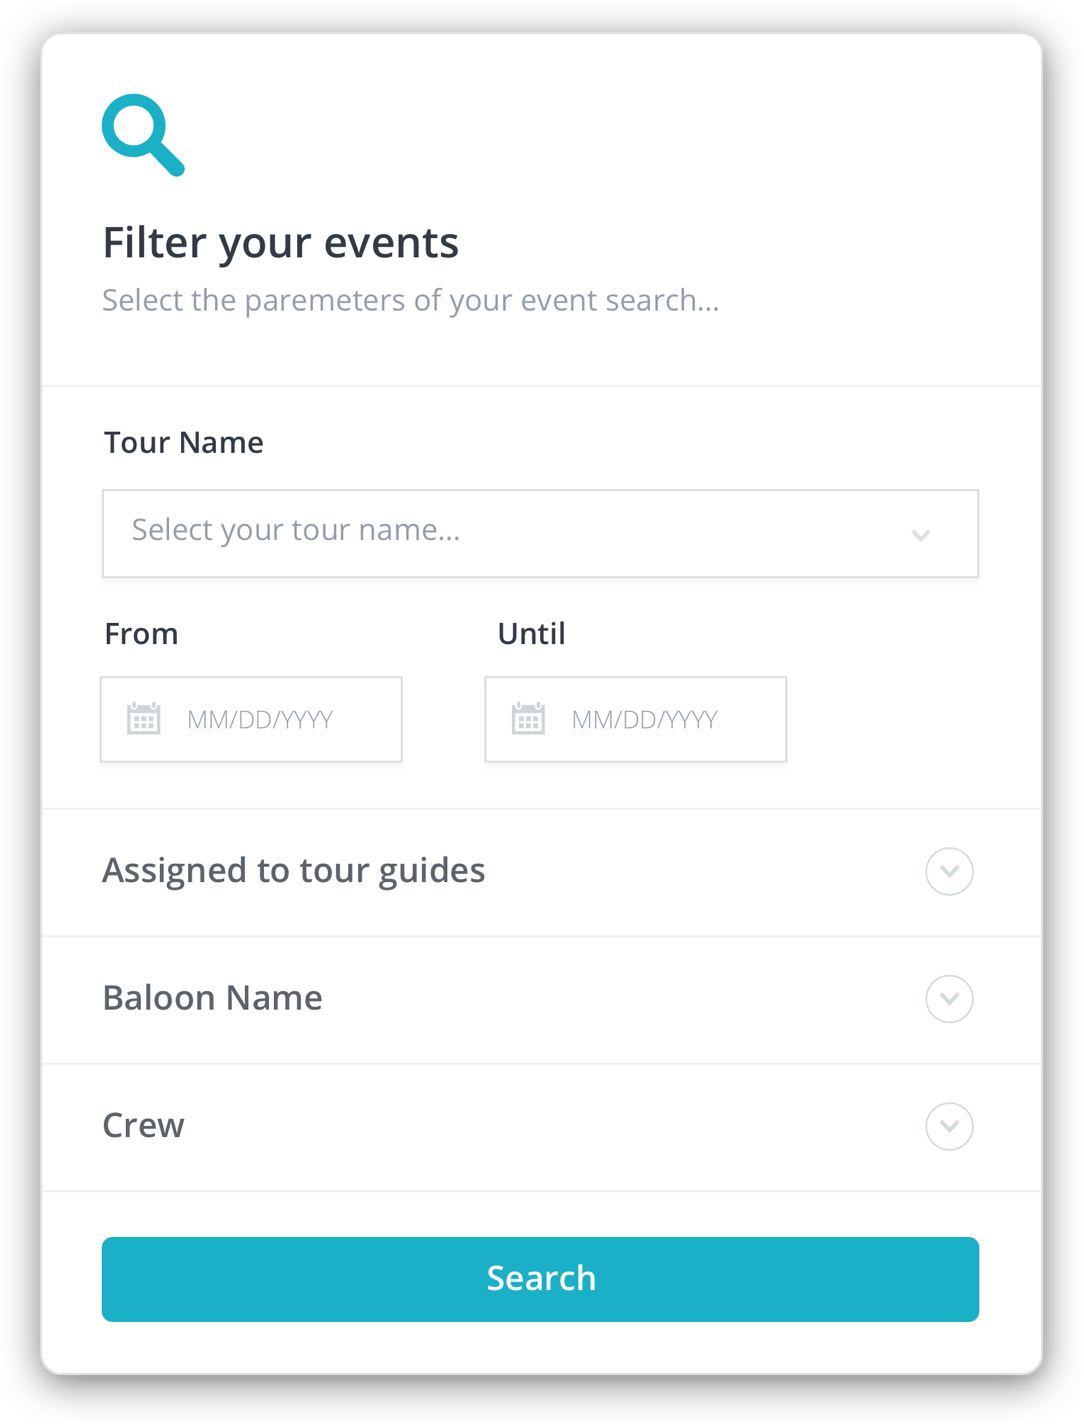 Filter your events
Select the paremeters of your event search...
Tour Name
Select your tour name...
From Until
MM/DD/YYYY MM/DD/YYYY
Assigned to tour guides
Baloon Name
Crew
Search